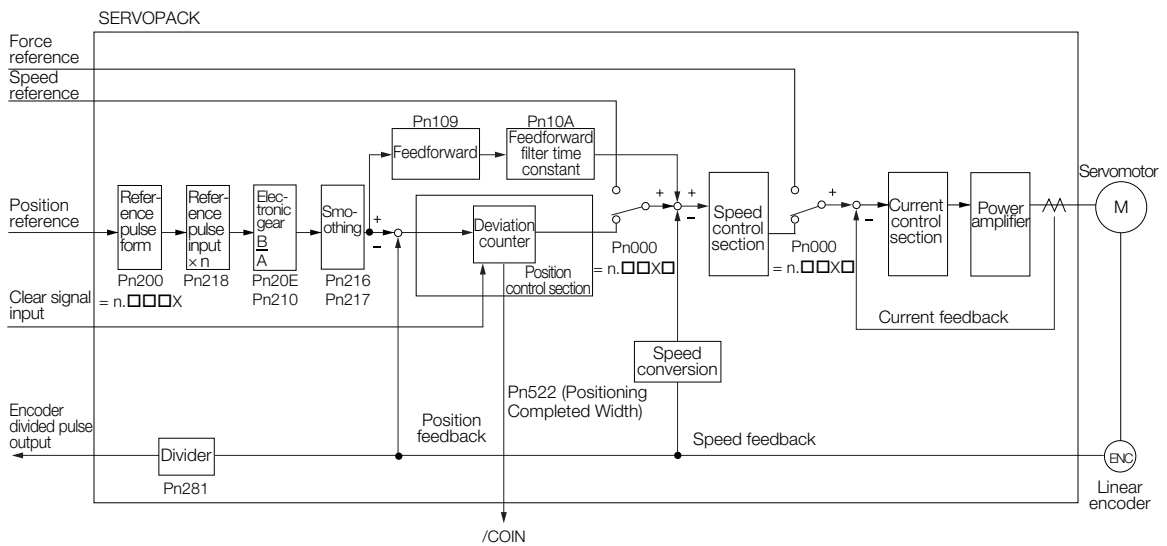 SERVOPACK
Force
reference
Speed
reference
Pn109
Feedforward
Pn10A
Feedforward
filter time
constant
Servomotor
M
Position
reference
Refer-
ence
pulse
form
Pn200
= n.□□□X
Refer-
ence
pulse
input
×n
Pn218
Elec-
tronic
gear
B
A
Pn20E
Pn210
Smo-
othing
Pn216
Pn217
+
−
Deviation
counter
Position
control section
Pn000
= n.□□X□
+
+
−
Speed
control
section
Pn000
= n.□□X□
+
−
Current
control
section
Power
amplifier
Clear signal
input
Current feedback
Speed
conversion
Pn522 (Positioning
Completed Width)
Encoder
divided pulse
output
Position
feedback
Speed feedback
Divider
Pn281
ENC
Linear
encoder
/COIN